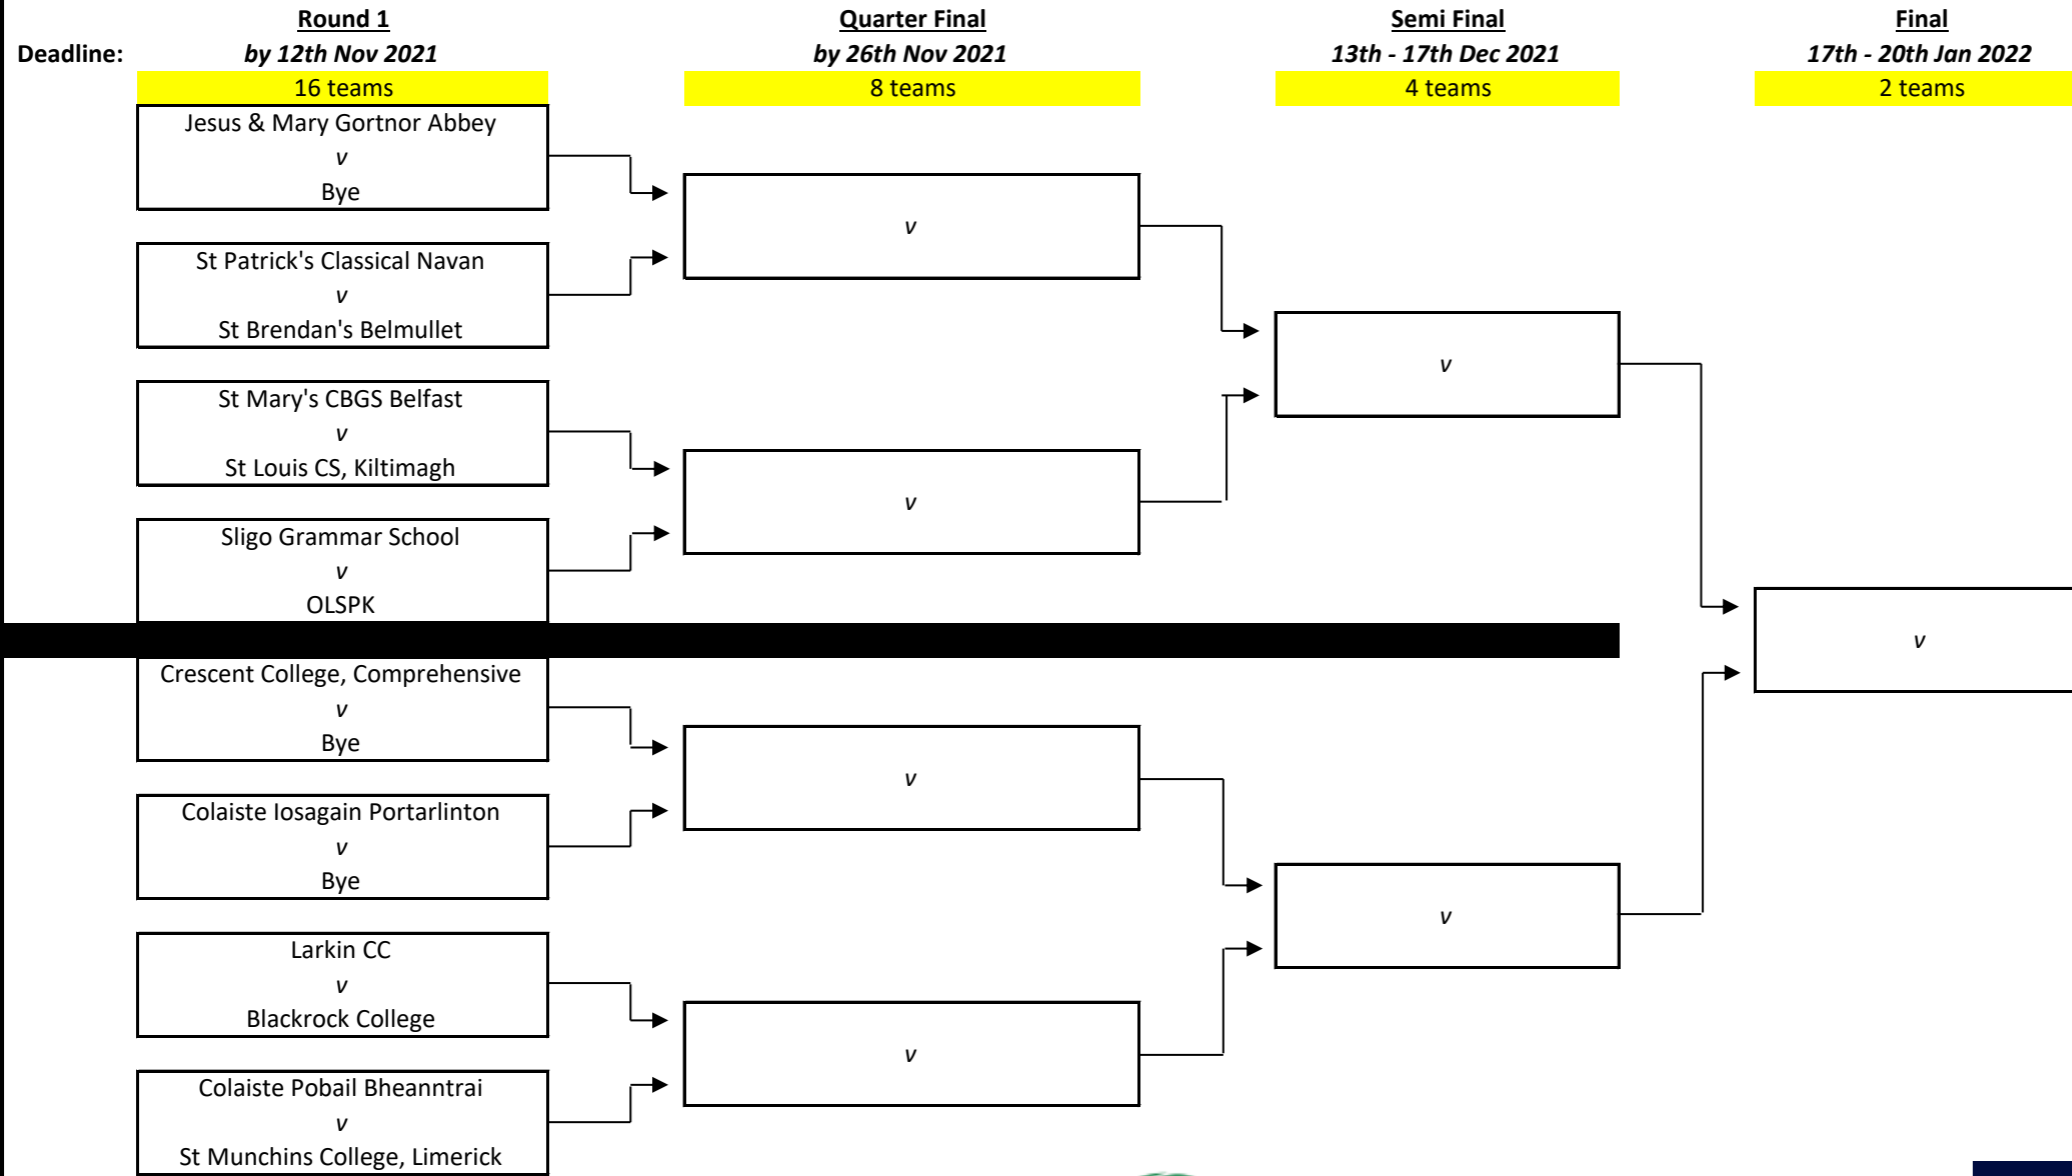 Round 1
Quarter Final
Semi Final
Final
Deadline:
by 12th Nov 2021
by 26th Nov 2021
13th - 17th Dec 2021
17th - 20th Jan 2022
16 teams
8 teams
4 teams
2 teams
Jesus & Mary Gortnor Abbey
v
Bye
St Patrick's Classical Navan
v
St Brendan's Belmullet
St Mary's CBGS Belfast
v
St Louis CS, Kiltimagh
Sligo Grammar School
v
OLSPK
Crescent College, Comprehensive
v
Bye
Colaiste Iosagain Portarlinton
v
Bye
Larkin CC
v
Blackrock College
Colaiste Pobail Bheanntrai
v
St Munchins College, Limerick
v
v
v
v
v
v
v